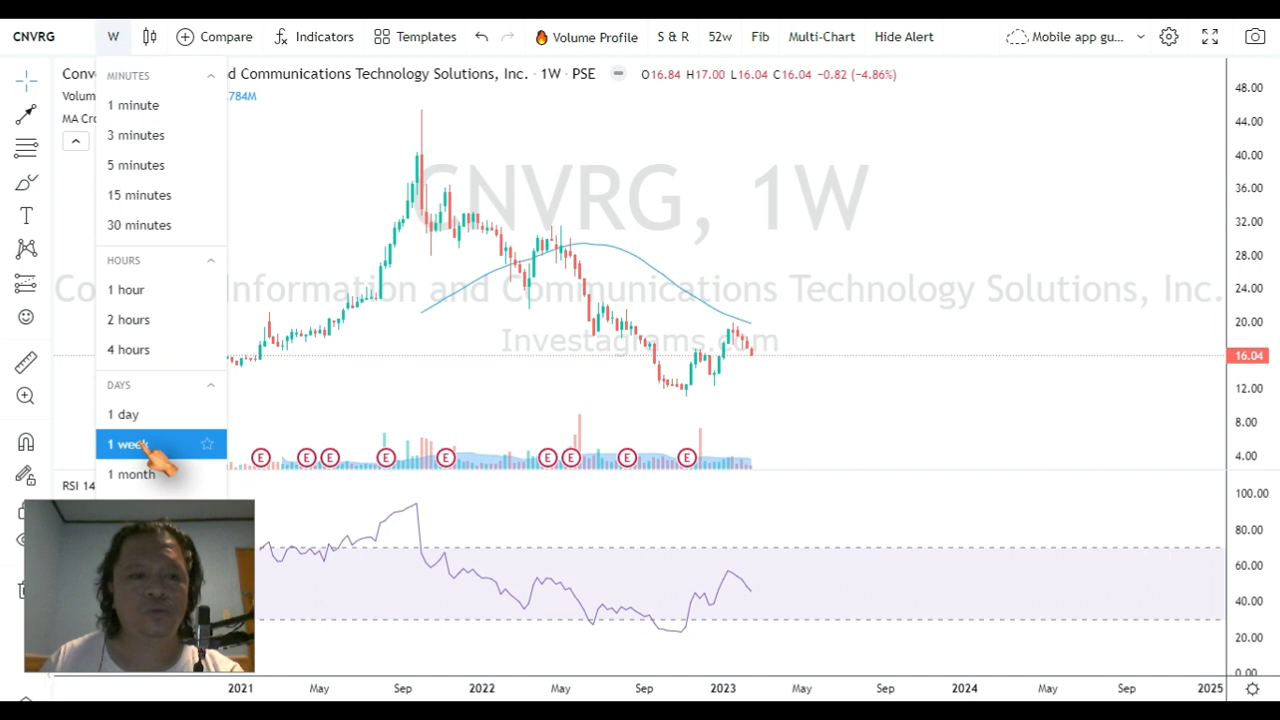 CNVRG W Compare Indicators Templates Volume Profile S & R 52w Fib Multi-Chart Hide Alert Mobile app gu...
Conv d Communications Technology Solutions, Inc. · 1W · PSE O16.84 H17.00 L16.04 C16.04 −0.82 (−4.86%)
Volum .784M
MA Cro
MINUTES
1 minute
3 minutes
5 minutes
15 minutes
30 minutes
HOURS
1 hour
2 hours
4 hours
DAYS
1 day
1 week
1 month
CNVRG, 1W
Co Information and Communications Technology Solutions, Inc.
Investagrams.com
48.00
44.00
40.00
36.00
32.00
28.00
24.00
20.00
16.04
12.00
8.00
4.00
E E E E E E E E E
RSI 14
100.00
80.00
60.00
40.00
20.00
0.00
2021 May Sep 2022 May Sep 2023 May Sep 2024 May Sep 2025